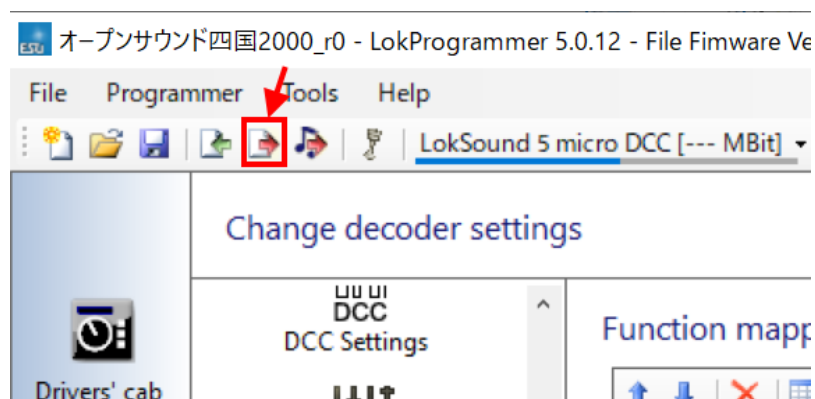 ESU オープンサウンド四国2000_r0 - LokProgrammer 5.0.12 - File Fimware Ve
File Programmer Tools Help
LokSound 5 micro DCC [--- MBit]
Change decoder settings
DCC
DCC Settings
Function mapp
Drivers' cab